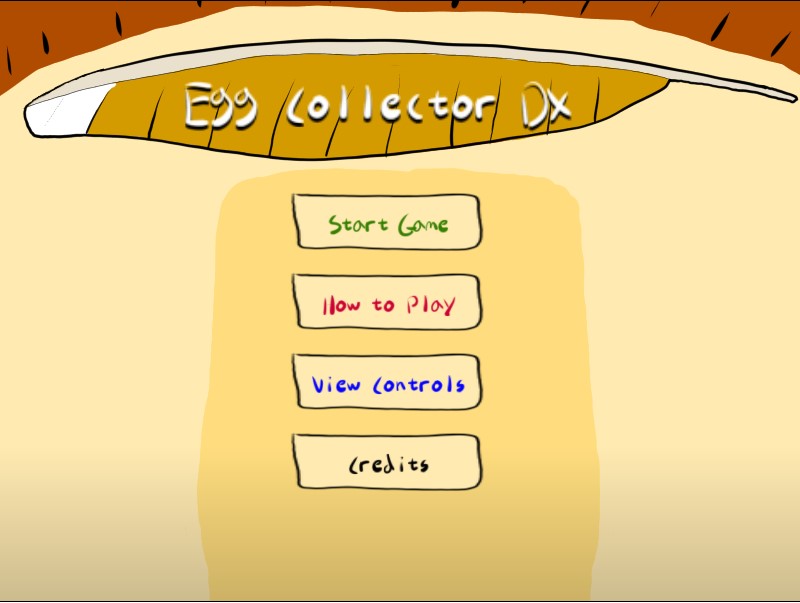 Egg Collector Dx
Start Game
How to Play
View Controls
Credits